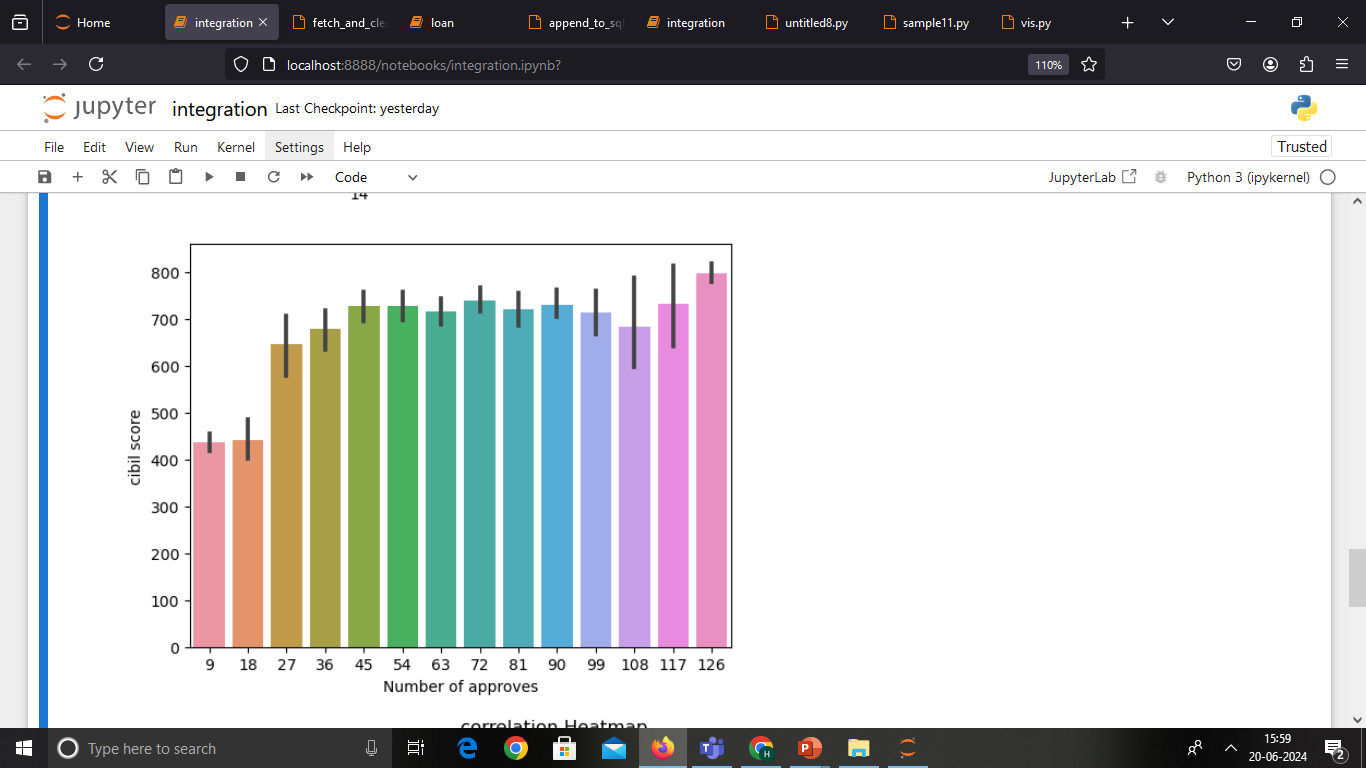 Home integration fetch_and_cle loan append_to_sq integration untitled8.py sample11.py vis.py
localhost:8888/notebooks/integration.ipynb? 110%
jupyter integration Last Checkpoint: yesterday
File Edit View Run Kernel Settings Help Trusted
Code JupyterLab Python 3 (ipykernel)
14
800
700
600
500
400
300
200
100
0
cibil score
9 18 27 36 45 54 63 72 81 90 99 108 117 126
Number of approves
correlation Heatmap
Type here to search
15:59
20-06-2024
2